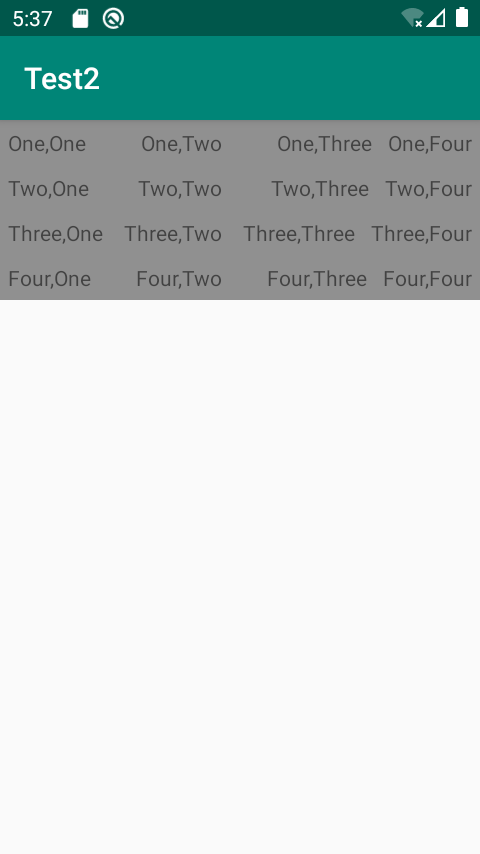 5:37
Test2
One,One One,Two One,Three One,Four
Two,One Two,Two Two,Three Two,Four
Three,One Three,Two Three,Three Three,Four
Four,One Four,Two Four,Three Four,Four